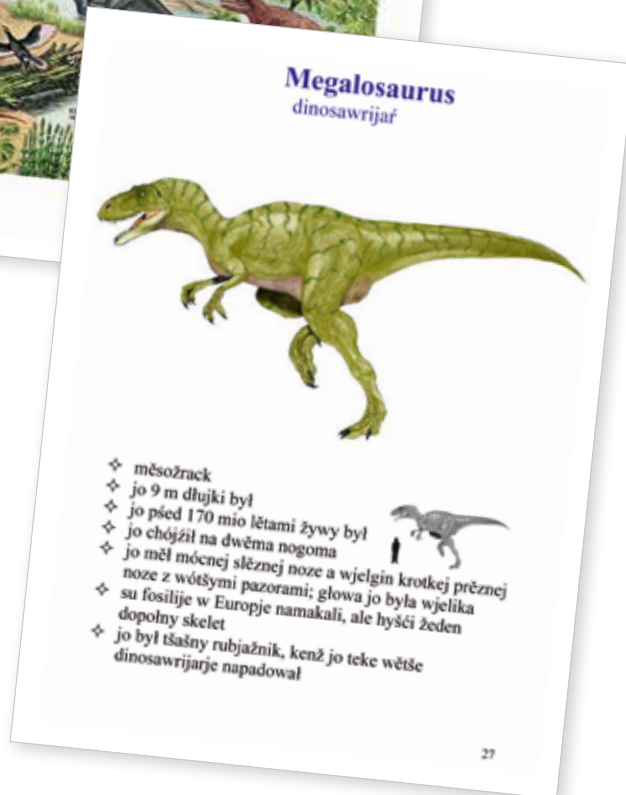 Megalosaurus
dinosawrijaŕ
měsožrack
jo 9 m dłujki był
jo pśed 170 mio lětami žywy był
jo chójźił na dwěma nogoma
jo měł mócnej slěznej noze a wjelgin krotkej prěznej
noze z wótšymi pazorami; głowa jo była wjelika
su fosilije w Europje namakali, ale hyšći žeden
dopołny skelet
jo był tšašny rubjažnik, kenž jo teke wětše
dinosawrijarje napadował
27